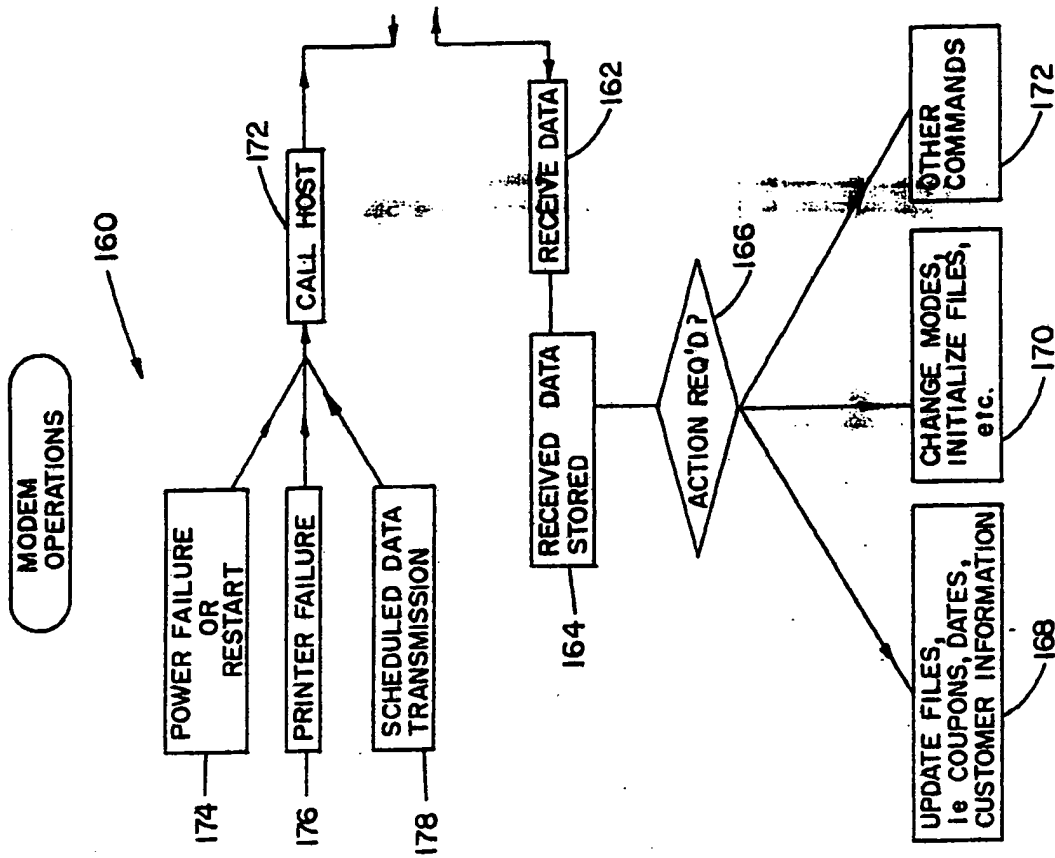 MODEM
OPERATIONS
160
174
POWER FAILURE
OR
RESTART
176
PRINTER FAILURE
178
SCHEDULED DATA
TRANSMISSION
172
CALL HOST
162
RECEIVE DATA
164
RECEIVED DATA
STORED
166
ACTION REQ'D?
UPDATE FILES,
ie COUPONS, DATES,
CUSTOMER INFORMATION
168
CHANGE MODES,
INITIALIZE FILES,
etc.
170
OTHER
COMMANDS
172